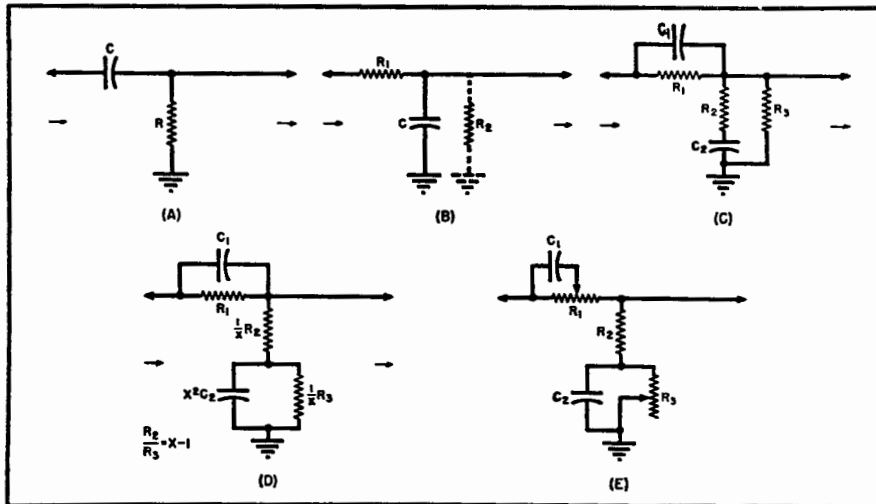 C
R
(A)
R₁
C
R₂
(B)
C₁
R₁
R₂
R₃
C₂
(C)
C₁
R₁
1/X R₂
X²C₂
1/X R₃
R₂/R₃ = X-1
(D)
C₁
R₁
R₂
C₂
R₃
(E)